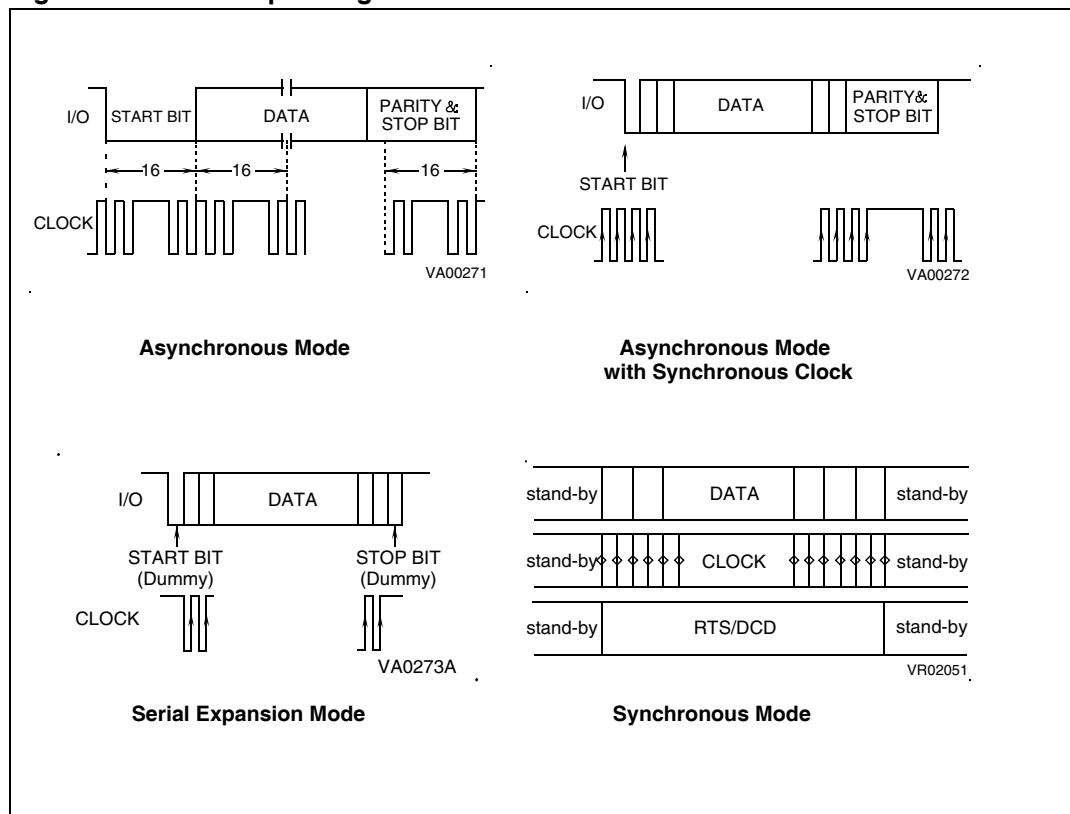 I/O
START BIT
DATA
PARITY &
STOP BIT
16
16
16
CLOCK
VA00271
Asynchronous Mode
I/O
DATA
PARITY&
STOP BIT
START BIT
CLOCK
VA00272
Asynchronous Mode
with Synchronous Clock
I/O
DATA
START BIT
(Dummy)
STOP BIT
(Dummy)
CLOCK
VA0273A
Serial Expansion Mode
stand-by
DATA
stand-by
stand-by
CLOCK
stand-by
stand-by
RTS/DCD
stand-by
VR02051
Synchronous Mode